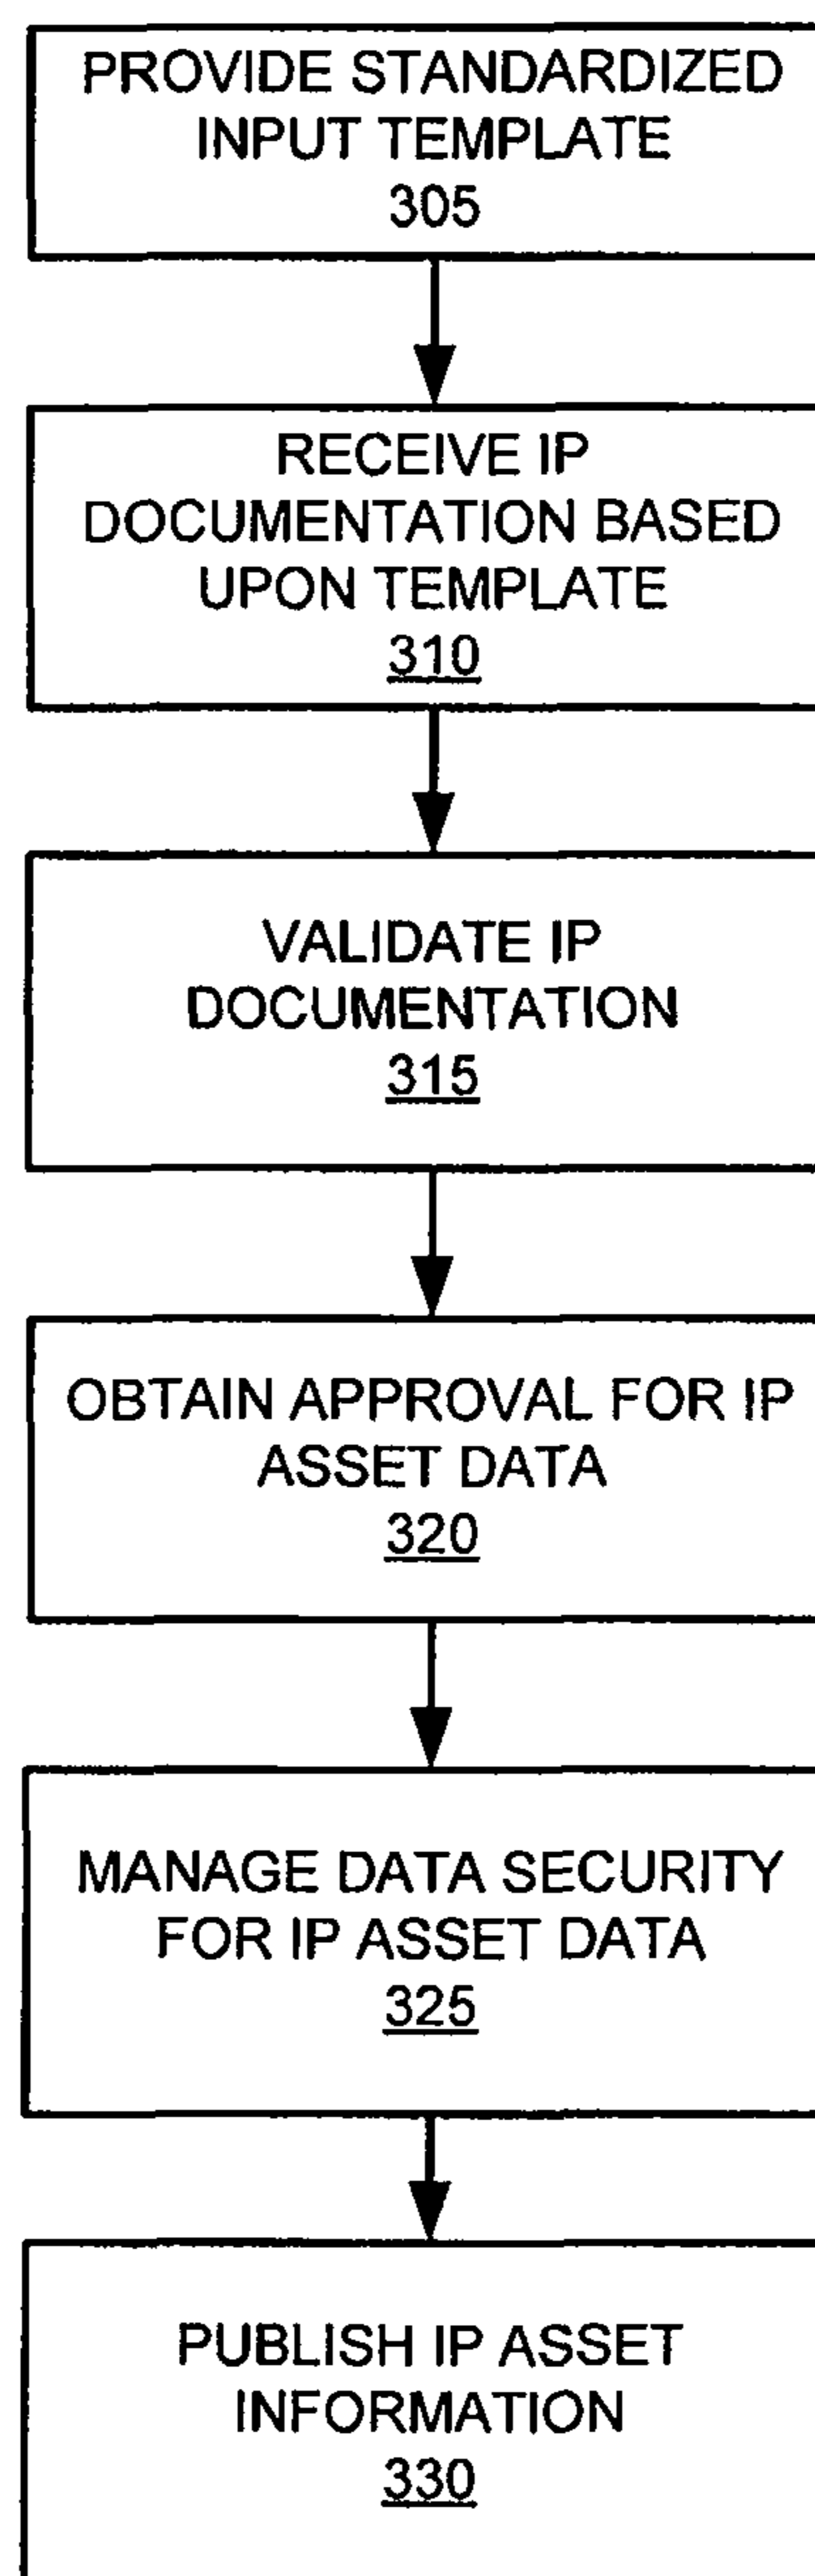 PROVIDE STANDARDIZED
INPUT TEMPLATE
305
RECEIVE IP
DOCUMENTATION BASED
UPON TEMPLATE
310
VALIDATE IP
DOCUMENTATION
315
OBTAIN APPROVAL FOR IP
ASSET DATA
320
MANAGE DATA SECURITY
FOR IP ASSET DATA
325
PUBLISH IP ASSET
INFORMATION
330